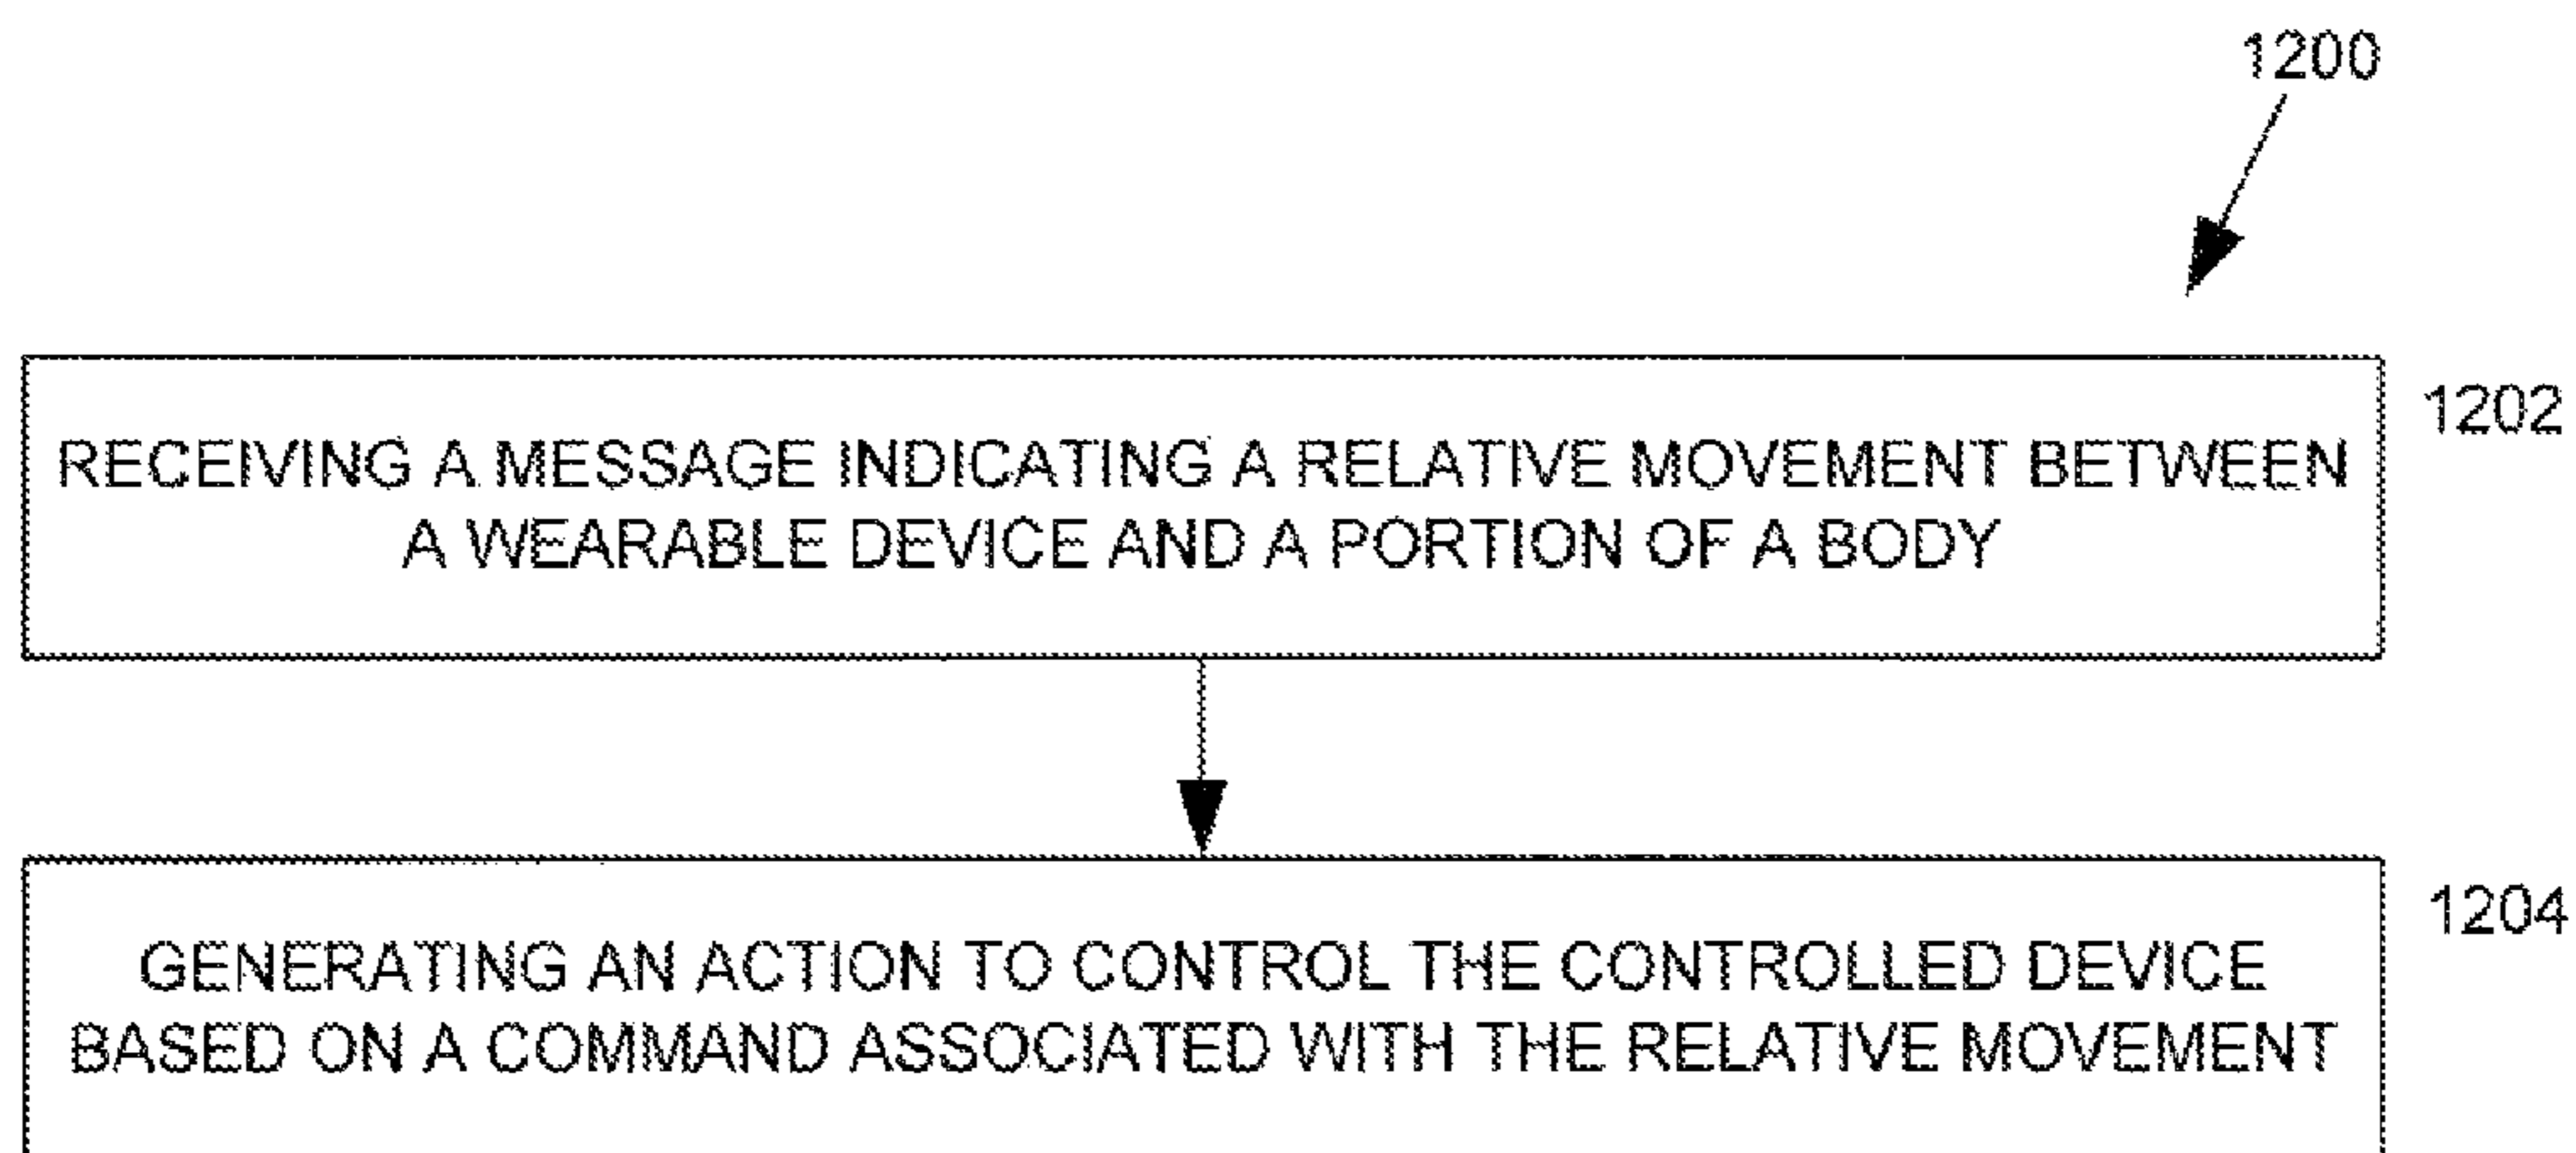 1200
1202
RECEIVING A MESSAGE INDICATING A RELATIVE MOVEMENT BETWEEN
A WEARABLE DEVICE AND A PORTION OF A BODY
1204
GENERATING AN ACTION TO CONTROL THE CONTROLLED DEVICE
BASED ON A COMMAND ASSOCIATED WITH THE RELATIVE MOVEMENT